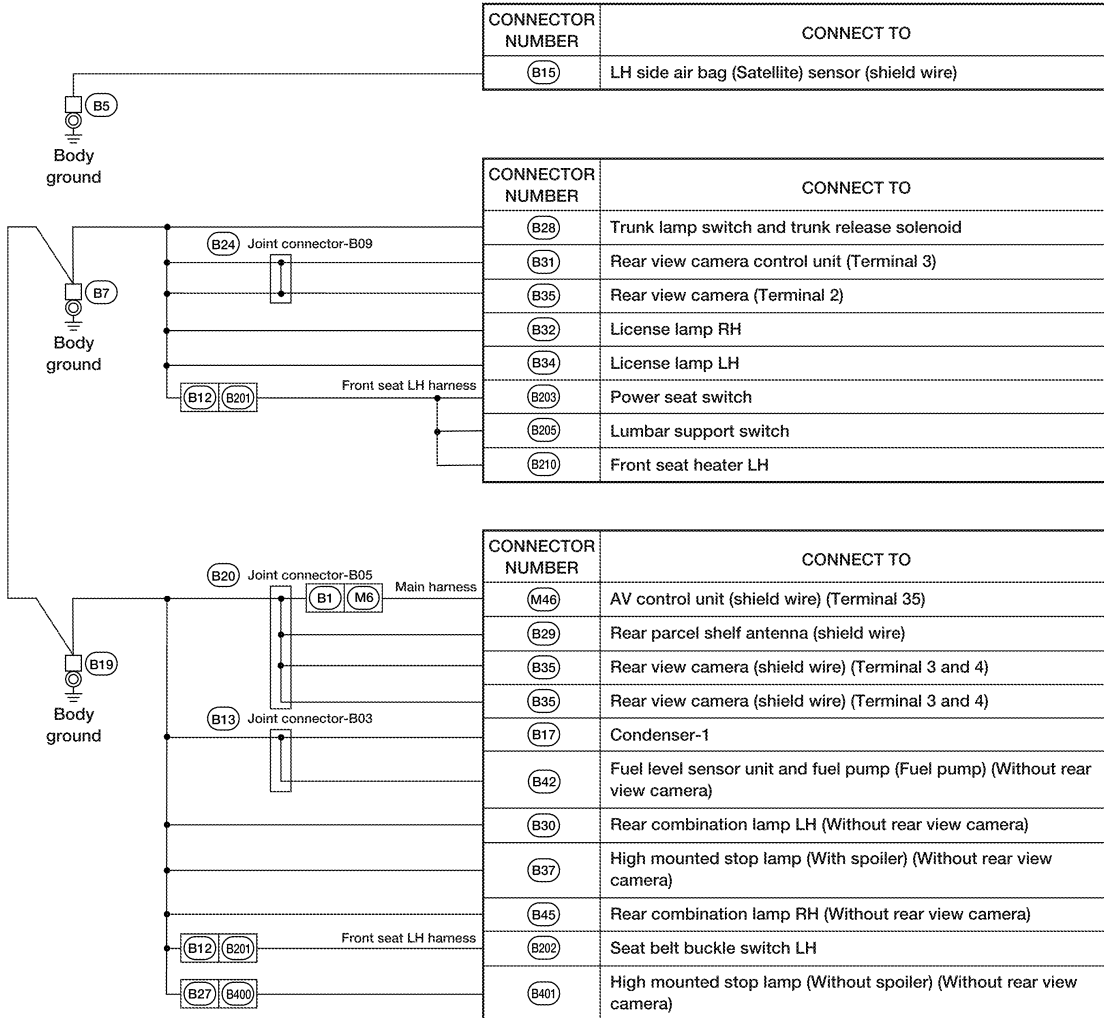 CONNECTOR NUMBER CONNECT TO
B15 LH side air bag (Satellite) sensor (shield wire)
B5
Body
ground
CONNECTOR NUMBER CONNECT TO
B28 Trunk lamp switch and trunk release solenoid
B24 Joint connector-B09
B31 Rear view camera control unit (Terminal 3)
B7
B35 Rear view camera (Terminal 2)
Body
ground
B32 License lamp RH
B34 License lamp LH
B12 B201 Front seat LH harness
B203 Power seat switch
B205 Lumbar support switch
B210 Front seat heater LH
CONNECTOR NUMBER CONNECT TO
B20 Joint connector-B05
B1 M6 Main harness
M46 AV control unit (shield wire) (Terminal 35)
B29 Rear parcel shelf antenna (shield wire)
B19
Body
ground
B35 Rear view camera (shield wire) (Terminal 3 and 4)
B35 Rear view camera (shield wire) (Terminal 3 and 4)
B13 Joint connector-B03
B17 Condenser-1
B42 Fuel level sensor unit and fuel pump (Fuel pump) (Without rear
view camera)
B30 Rear combination lamp LH (Without rear view camera)
B37 High mounted stop lamp (With spoiler) (Without rear view
camera)
B45 Rear combination lamp RH (Without rear view camera)
B12 B201 Front seat LH harness
B202 Seat belt buckle switch LH
B27 B400
B401 High mounted stop lamp (Without spoiler) (Without rear view
camera)